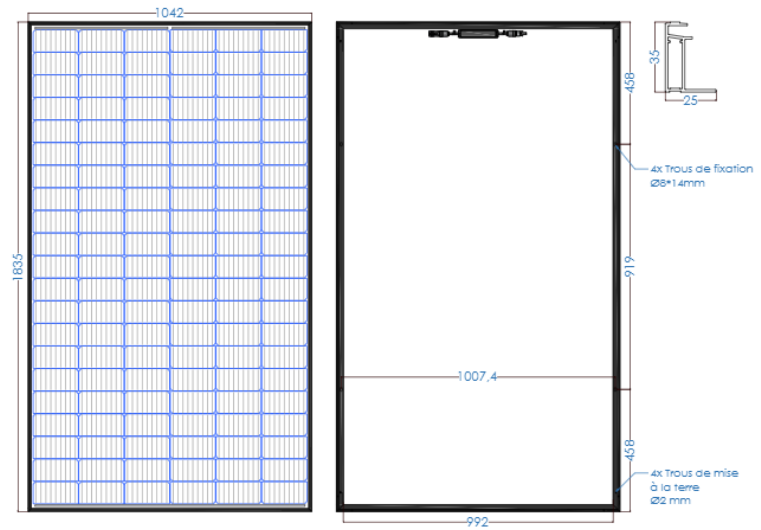 1042
1835
458
919
458
1007,4
992
35
25
4x Trous de fixation
Ø8*14mm
4x Trous de mise
à la terre
Ø2 mm